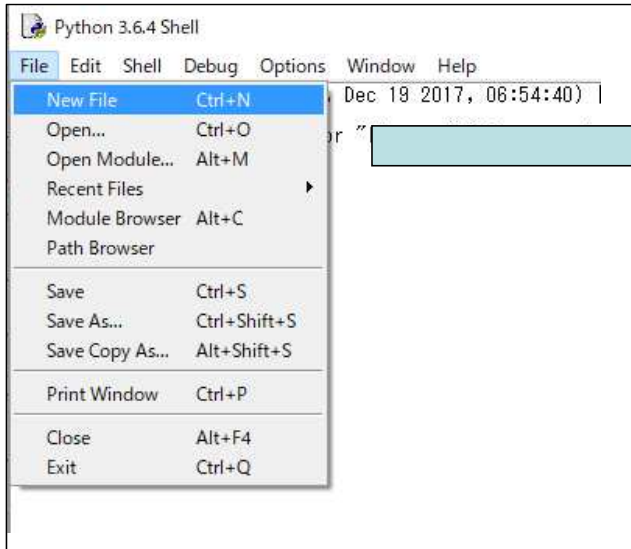 Python 3.6.4 Shell
File Edit Shell Debug Options Window Help
New File Ctrl+N
Dec 19 2017, 06:54:40) |
Open... Ctrl+O
r "
Open Module... Alt+M
Recent Files
Module Browser Alt+C
Path Browser
Save Ctrl+S
Save As... Ctrl+Shift+S
Save Copy As... Alt+Shift+S
Print Window Ctrl+P
Close Alt+F4
Exit Ctrl+Q